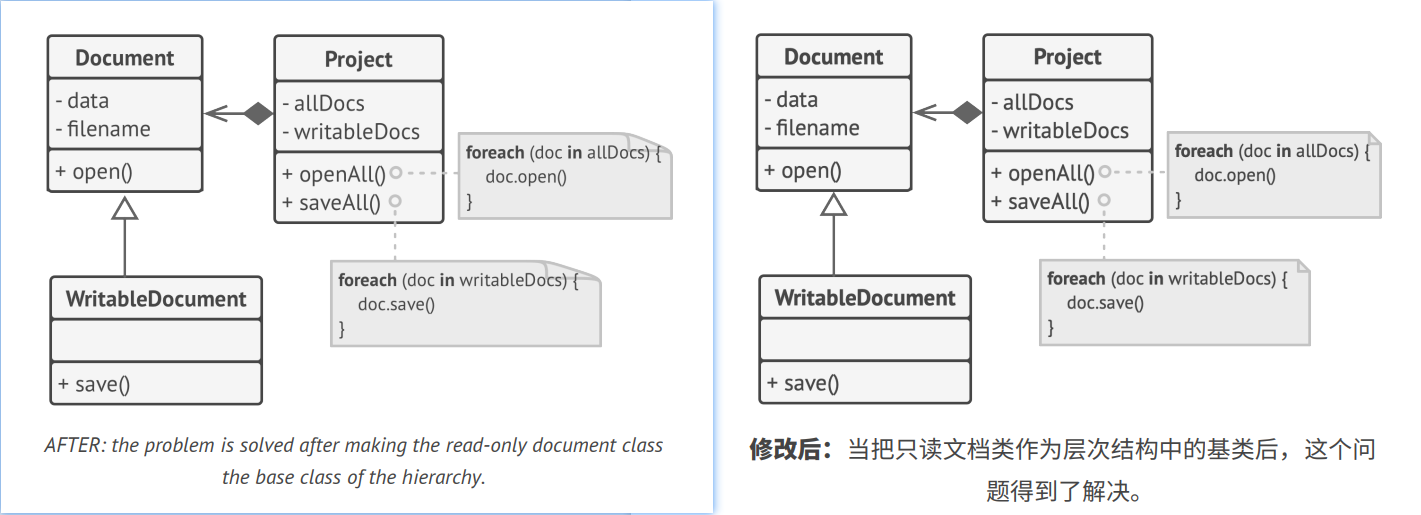 Document
- data
- filename
+ open()
Project
- allDocs
- writableDocs
+ openAll()
+ saveAll()
foreach (doc in allDocs) {
doc.open()
}
foreach (doc in writableDocs) {
doc.save()
}
WritableDocument
+ save()
AFTER: the problem is solved after making the read-only document class
the base class of the hierarchy.
Document
- data
- filename
+ open()
Project
- allDocs
- writableDocs
+ openAll()
+ saveAll()
foreach (doc in allDocs) {
doc.open()
}
foreach (doc in writableDocs) {
doc.save()
}
WritableDocument
+ save()
修改后：当把只读文档类作为层次结构中的基类后，这个问
题得到了解决。